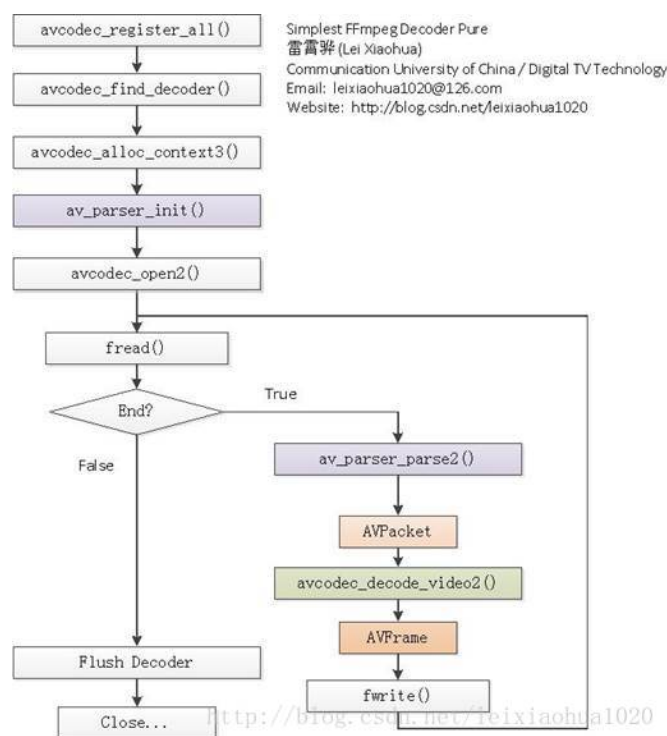 avcodec_register_all()
Simplest FFmpeg Decoder Pure
雷霄骅 (Lei Xiaohua)
Communication University of China / Digital TV Technology
Email: leixiaohua1020@126.com
Website: http://blog.csdn.net/leixiaohua1020
avcodec_find_decoder()
avcodec_alloc_context3()
av_parser_init()
avcodec_open2()
fread()
End?
True
False
av_parser_parse2()
AVPacket
avcodec_decode_video2()
AVFrame
Flush Decoder
fwrite()
Close...
http://blog.csdn.net/leixiaohua1020